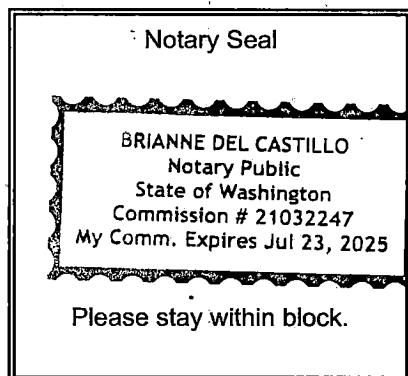 Notary Seal
BRIANNE DEL CASTILLO
Notary Public
State of Washington
Commission # 21032247
My Comm. Expires Jul 23, 2025
Please stay within block.